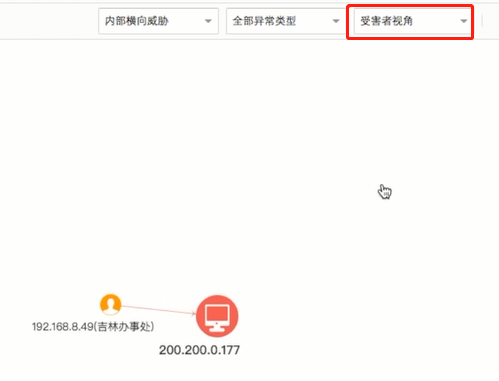 内部横向威胁
全部异常类型
受害者视角
192.168.8.49(吉林办事处)
200.200.0.177